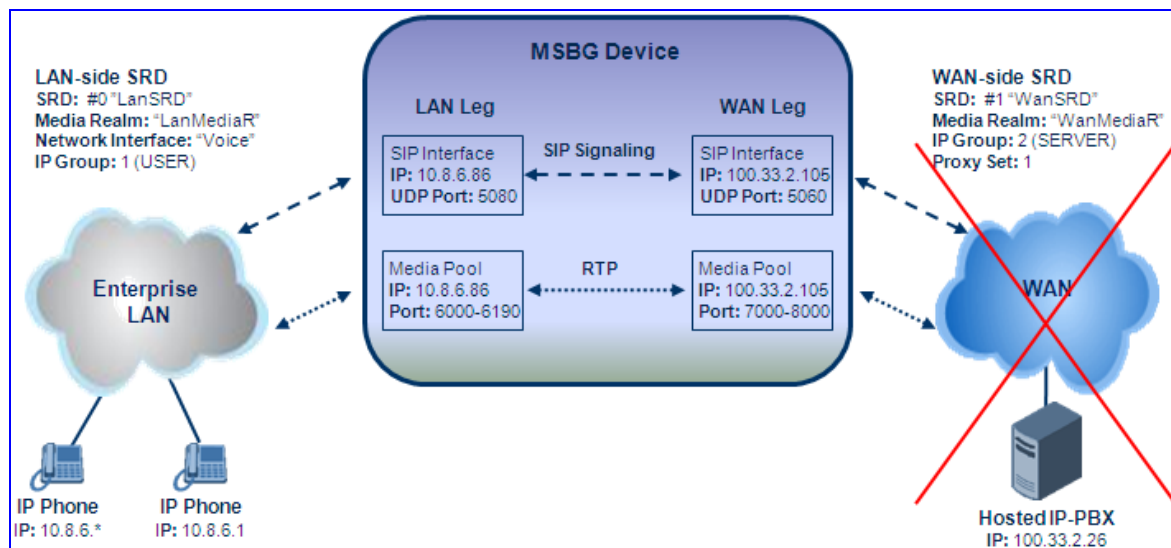 MSBG Device
LAN-side SRD
SRD: #0 "LanSRD"
Media Realm: "LanMediaR"
Network Interface: "Voice"
IP Group: 1 (USER)
LAN Leg
WAN Leg
SIP Interface
IP: 10.8.6.86
UDP Port: 5080
SIP Signaling
SIP Interface
IP: 100.33.2.105
UDP Port: 5060
Media Pool
IP: 10.8.6.86
Port: 6000-6190
RTP
Media Pool
IP: 100.33.2.105
Port: 7000-8000
WAN-side SRD
SRD: #1 "WanSRD"
Media Realm: "WanMediaR"
IP Group: 2 (SERVER)
Proxy Set: 1
Enterprise
LAN
WAN
IP Phone
IP: 10.8.6.*
IP Phone
IP: 10.8.6.1
Hosted IP-PBX
IP: 100.33.2.26